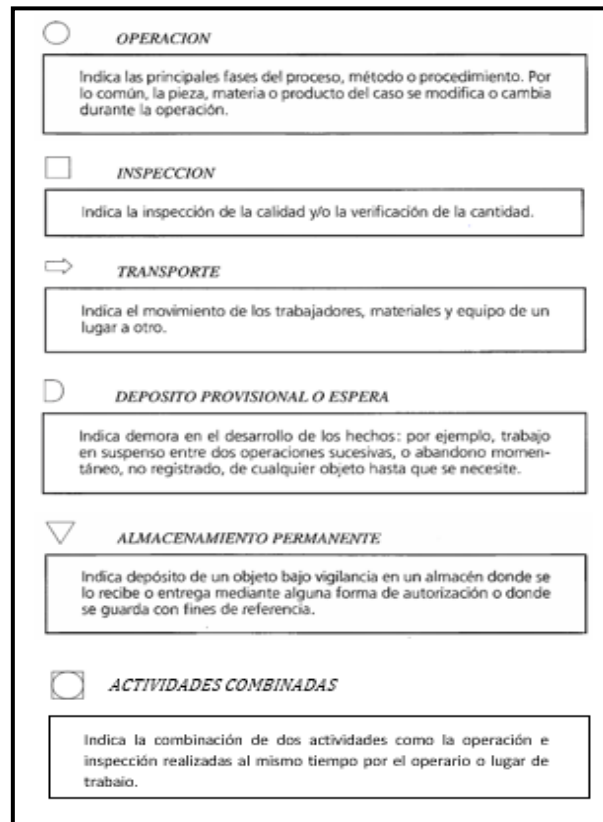 OPERACION
Indica las principales fases del proceso, método o procedimiento. Por
lo común, la pieza, materia o producto del caso se modifica o cambia
durante la operación.
INSPECCION
Indica la inspección de la calidad y/o la verificación de la cantidad.
TRANSPORTE
Indica el movimiento de los trabajadores, materiales y equipo de un
lugar a otro.
DEPOSITO PROVISIONAL O ESPERA
Indica demora en el desarrollo de los hechos: por ejemplo, trabajo
en suspenso entre dos operaciones sucesivas, o abandono momen-
táneo, no registrado, de cualquier objeto hasta que se necesite.
ALMACENAMIENTO PERMANENTE
Indica depósito de un objeto bajo vigilancia en un almacén donde se
lo recibe o entrega mediante alguna forma de autorización o donde
se guarda con fines de referencia.
ACTIVIDADES COMBINADAS
Indica la combinación de dos actividades como la operación e
inspección realizadas al mismo tiempo por el operario o lugar de
trabajo.